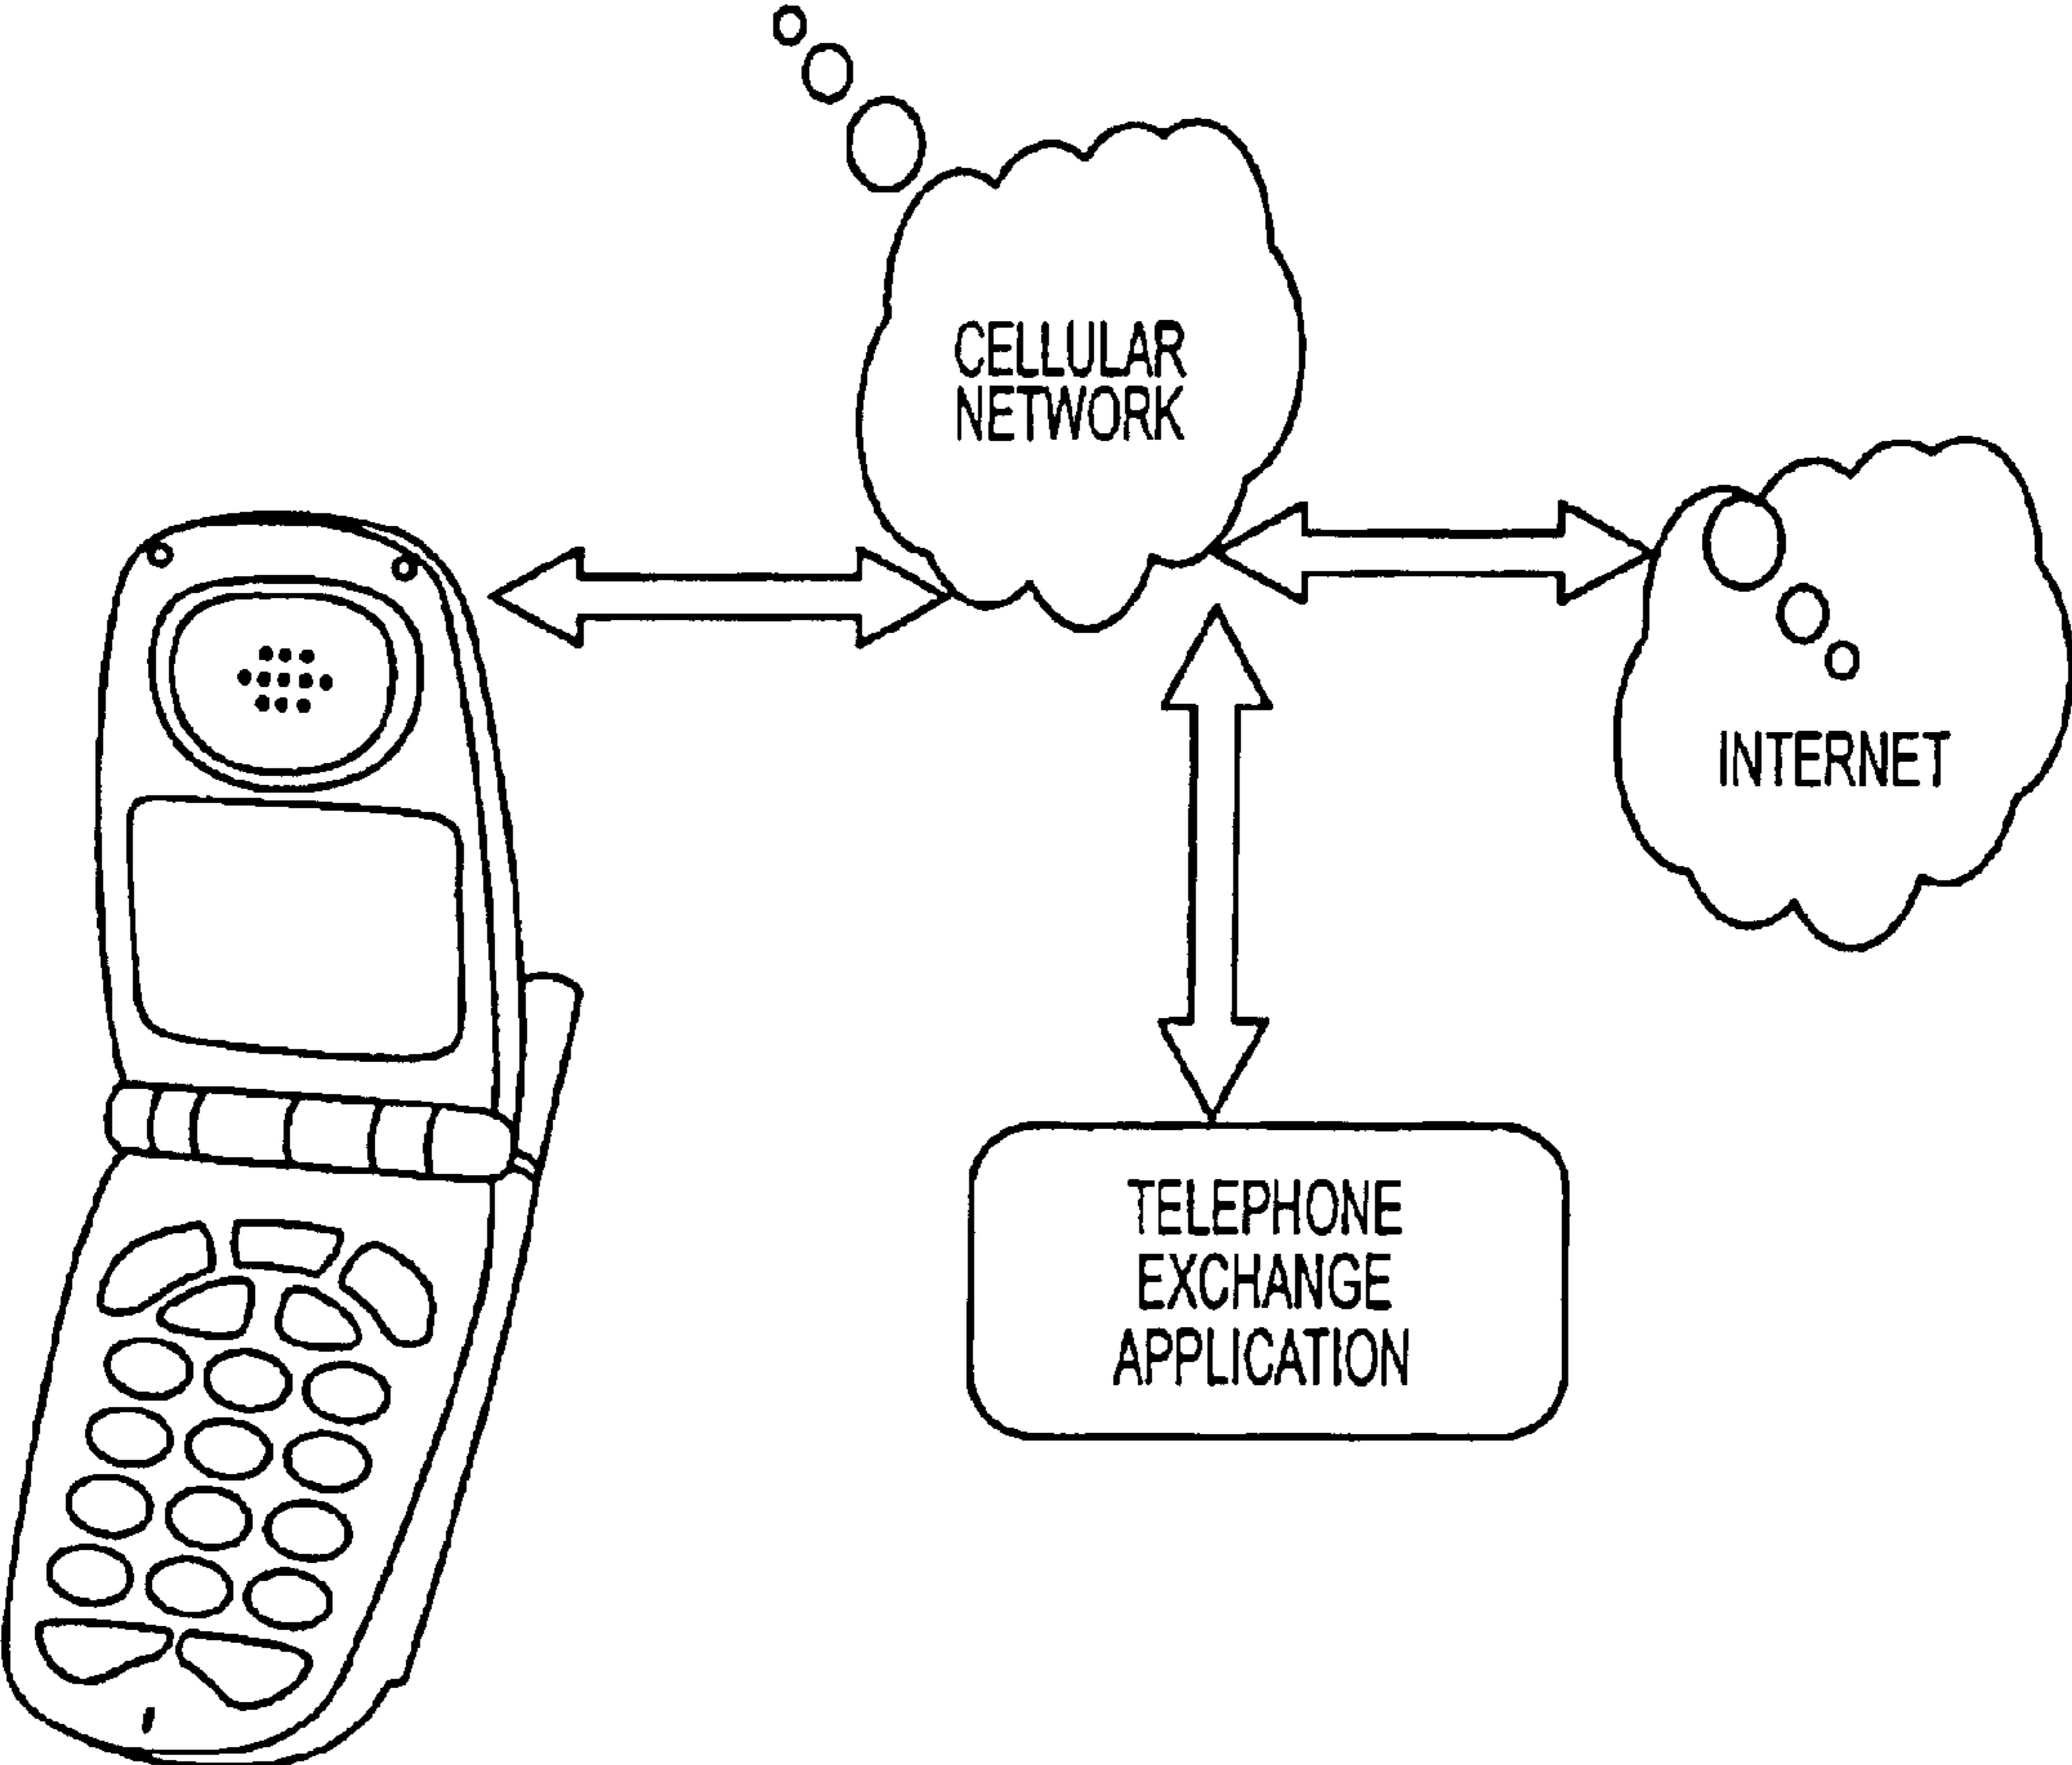 CELLULAR
NETWORK
INTERNET
TELEPHONE
EXCHANGE
APPLICATION